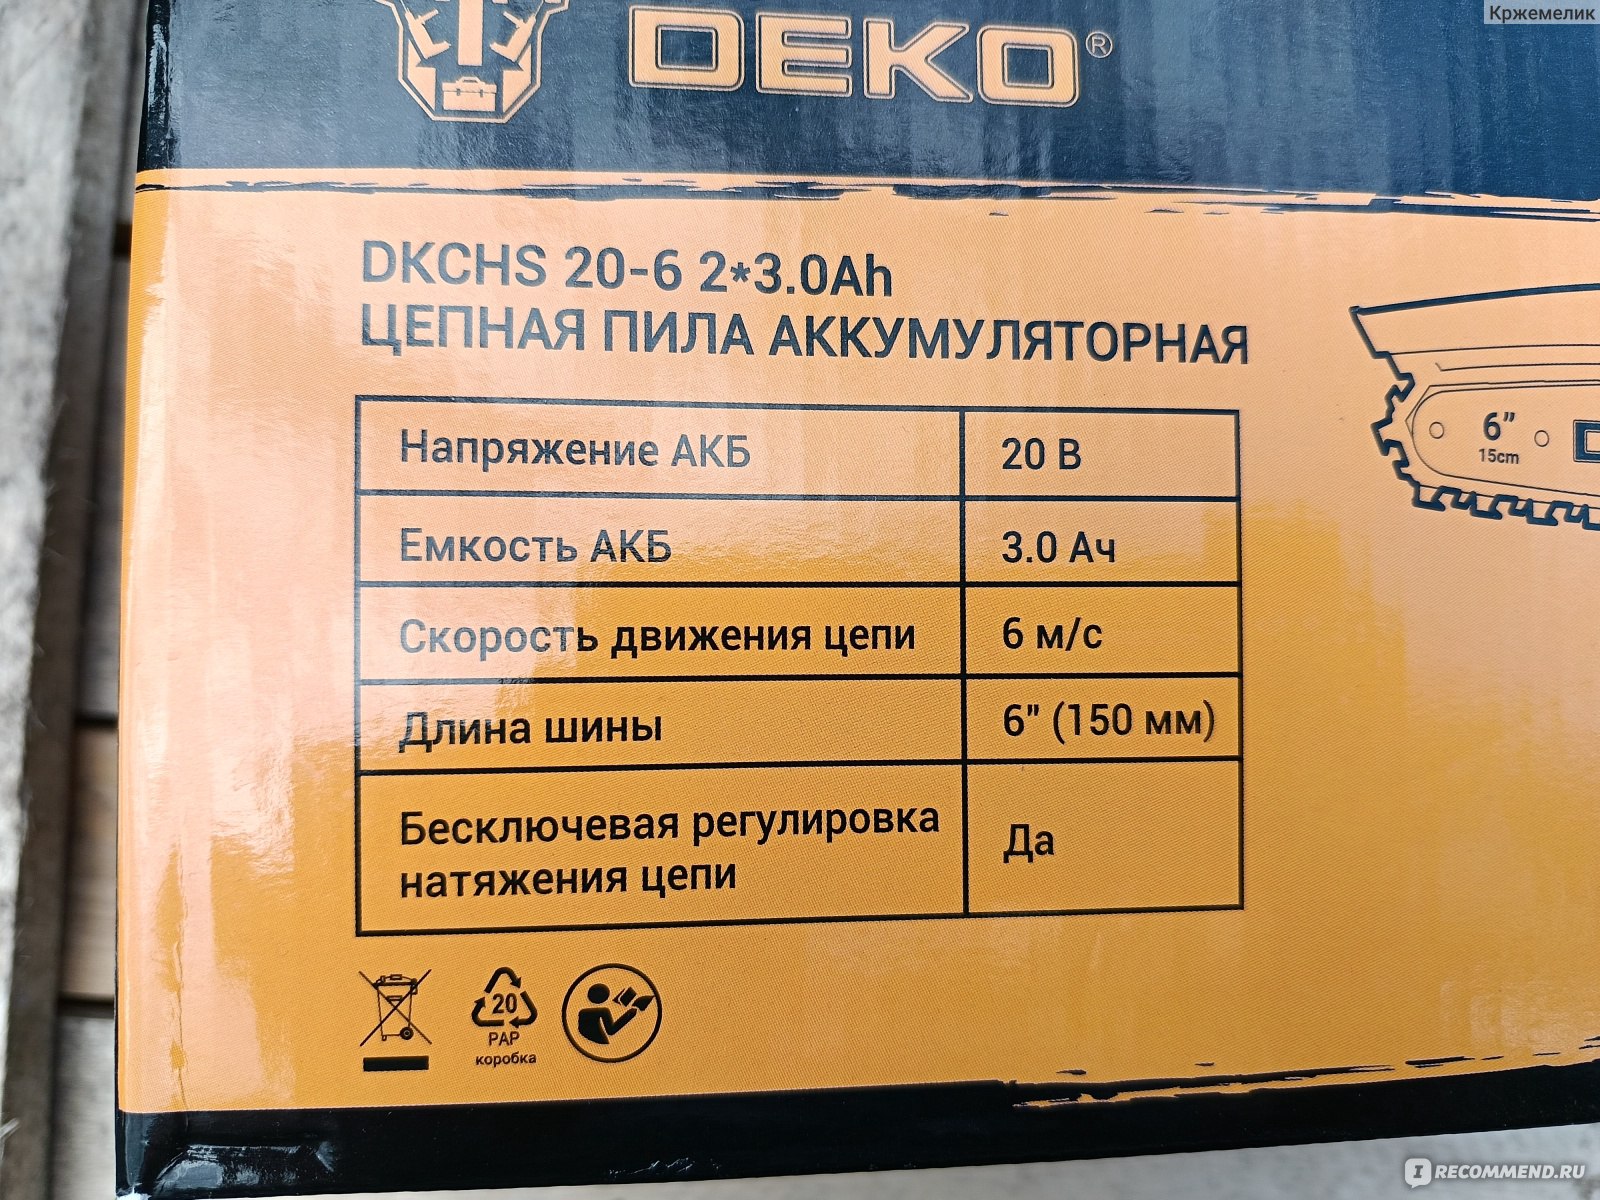 Кржемелик
DEKO®
DKCHS 20-6 2*3.0Ah
ЦЕПНАЯ ПИЛА АККУМУЛЯТОРНАЯ
Напряжение АКБ 20 В
Емкость АКБ 3.0 Ач
Скорость движения цепи 6 м/с
Длина шины 6” (150 мм)
Бесключевая регулировка
натяжения цепи
Да
6”
15cm
20
PAP
коробка
IRECOMMEND.RU